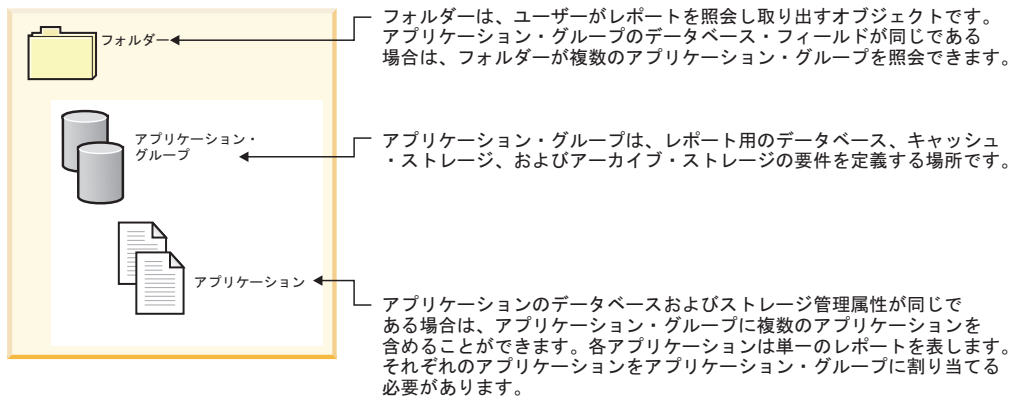 フォルダー
フォルダーは、ユーザーがレポートを照会し取り出すオブジェクトです。
アプリケーション・グループのデータベース・フィールドが同じである
場合は、フォルダーが複数のアプリケーション・グループを照会できます。
アプリケーション・
グループ
アプリケーション・グループは、レポート用のデータベース、キャッシュ
・ストレージ、およびアーカイブ・ストレージの要件を定義する場所です。
アプリケーション
アプリケーションのデータベースおよびストレージ管理属性が同じで
ある場合は、アプリケーション・グループに複数のアプリケーションを
含めることができます。各アプリケーションは単一のレポートを表します。
それぞれのアプリケーションをアプリケーション・グループに割り当てる
必要があります。